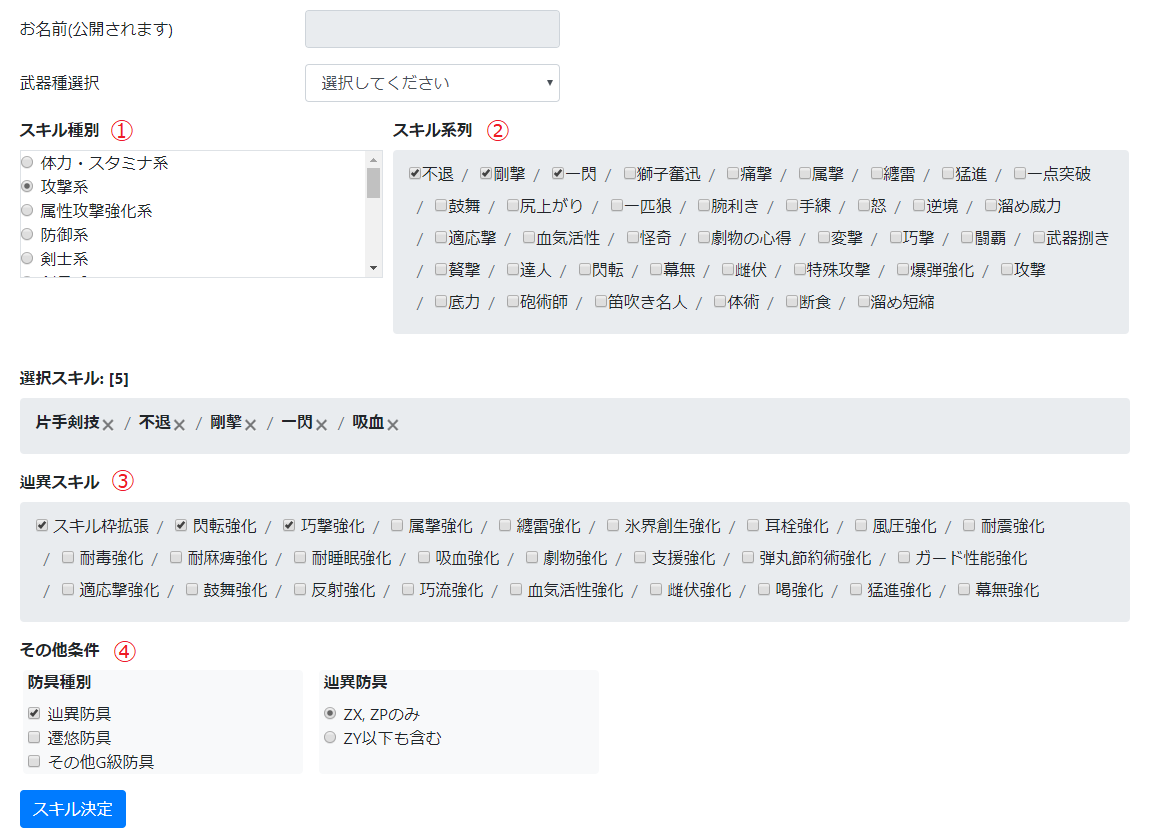 お名前(公開されます)
武器種選択 選択してください
スキル種別 ①
体力・スタミナ系
攻撃系
属性攻撃強化系
防御系
剣士系
スキル系列 ②
不退 / 剛撃 / 一閃 / 獅子奮迅 / 痛撃 / 属撃 / 纏雷 / 猛進 / 一点突破
/ 鼓舞 / 尻上がり / 一匹狼 / 腕利き / 手練 / 怒 / 逆境 / 溜め威力
/ 適応撃 / 血気活性 / 怪奇 / 劇物の心得 / 変撃 / 巧撃 / 闘覇 / 武器捌き
/ 贅撃 / 達人 / 閃転 / 幕無 / 雌伏 / 特殊攻撃 / 爆弾強化 / 攻撃
/ 底力 / 砲術師 / 笛吹き名人 / 体術 / 断食 / 溜め短縮
選択スキル: [5]
片手剣技× / 不退× / 剛撃× / 一閃× / 吸血×
辿異スキル ③
スキル枠拡張 / 閃転強化 / 巧撃強化 / 属撃強化 / 纏雷強化 / 氷界創生強化 / 耳栓強化 / 風圧強化 / 耐震強化
/ 耐毒強化 / 耐麻痺強化 / 耐睡眠強化 / 吸血強化 / 劇物強化 / 支援強化 / 弾丸節約術強化 / ガード性能強化
/ 適応撃強化 / 鼓舞強化 / 反射強化 / 巧流強化 / 血気活性強化 / 雌伏強化 / 喝強化 / 猛進強化 / 幕無強化
その他条件 ④
防具種別
辿異防具
遷悠防具
その他G級防具
辿異防具
ZX, ZPのみ
ZY以下も含む
スキル決定